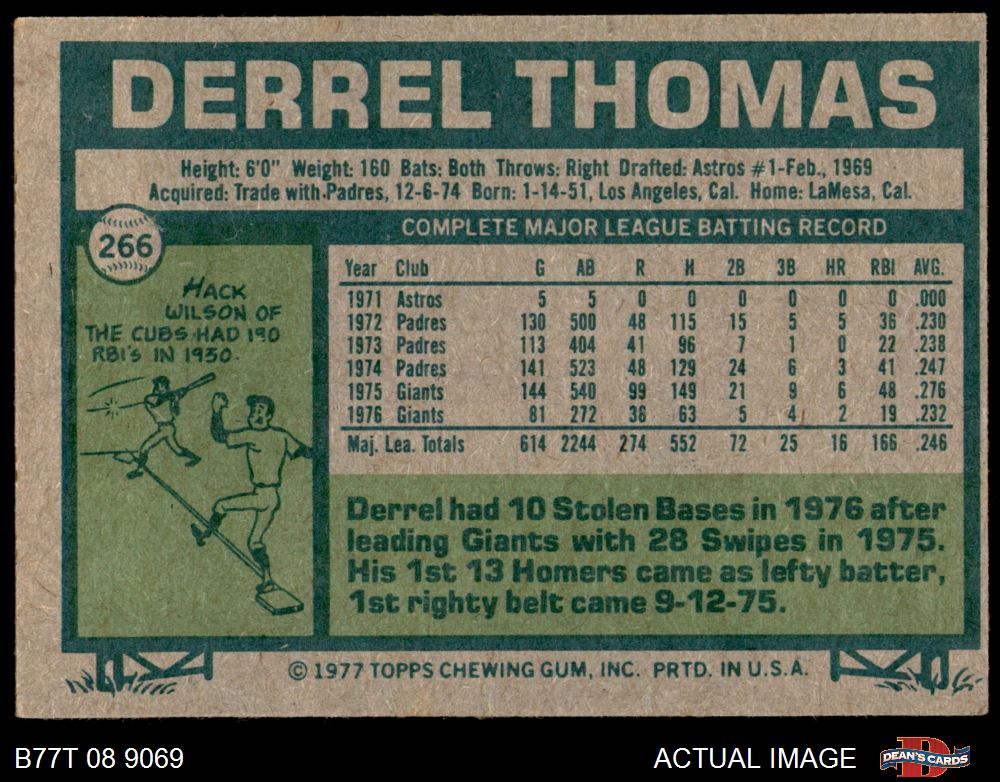 DERREL THOMAS
Height: 6'0" Weight: 160 Bats: Both Throws: Right Drafted: Astros #1-Feb., 1969
Acquired: Trade with Padres, 12-6-74 Born: 1-14-51, Los Angeles, Cal. Home: LaMesa, Cal.
266
HACK
WILSON OF
THE CUBS HAD 190
RBI'S IN 1930.
COMPLETE MAJOR LEAGUE BATTING RECORD
Year Club G AB R H 2B 3B HR RBI AVG.
1971 Astros 5 5 0 0 0 0 0 0 .000
1972 Padres 130 500 48 115 15 5 5 36 .230
1973 Padres 113 404 41 96 7 1 0 22 .238
1974 Padres 141 523 48 129 24 6 3 41 .247
1975 Giants 144 540 99 149 21 9 6 48 .276
1976 Giants 81 272 38 63 5 4 2 19 .232
Maj. Lea. Totals 614 2244 274 552 72 25 16 166 .246
Derrel had 10 Stolen Bases in 1976 after
leading Giants with 28 Swipes in 1975.
His 1st 13 Homers came as lefty batter,
1st righty belt came 9-12-75.
© 1977 TOPPS CHEWING GUM, INC. PRTD. IN U.S.A.
B77T 08 9069
ACTUAL IMAGE
D
DEAN'S CARDS